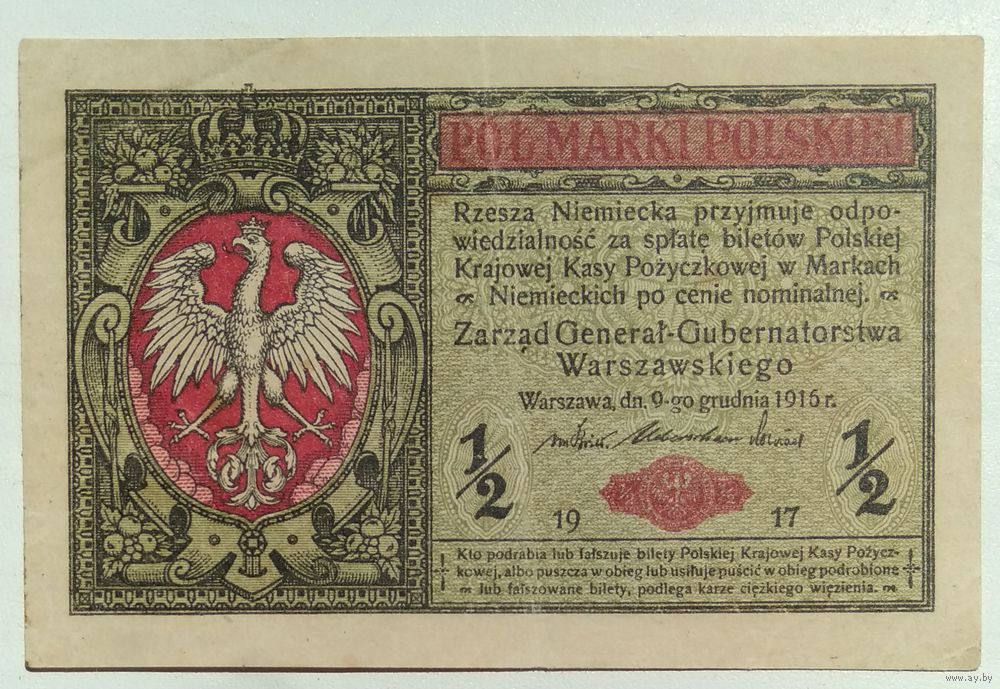 PÓŁ MARKI POLSKIEJ
Rzesza Niemiecka przyjmuje odpo-
wiedzialność za spłatę biletów Polskiej
Krajowej Kasy Pożyczkowej w Markach
Niemieckich po cenie nominalnej.
Zarząd Generał-Gubernatorstwa
Warszawskiego
Warszawa, dn. 9-go grudnia 1916 r.
1/2 1/2
19 17
Kto podrabia lub fałszuje bilety Polskiej Krajowej Kasy Pożycz-
kowej, albo puszcza w obieg lub usiłuje puścić w obieg podrobione
lub fałszowane bilety, podlega karze ciężkiego więzienia.
www.ay.by